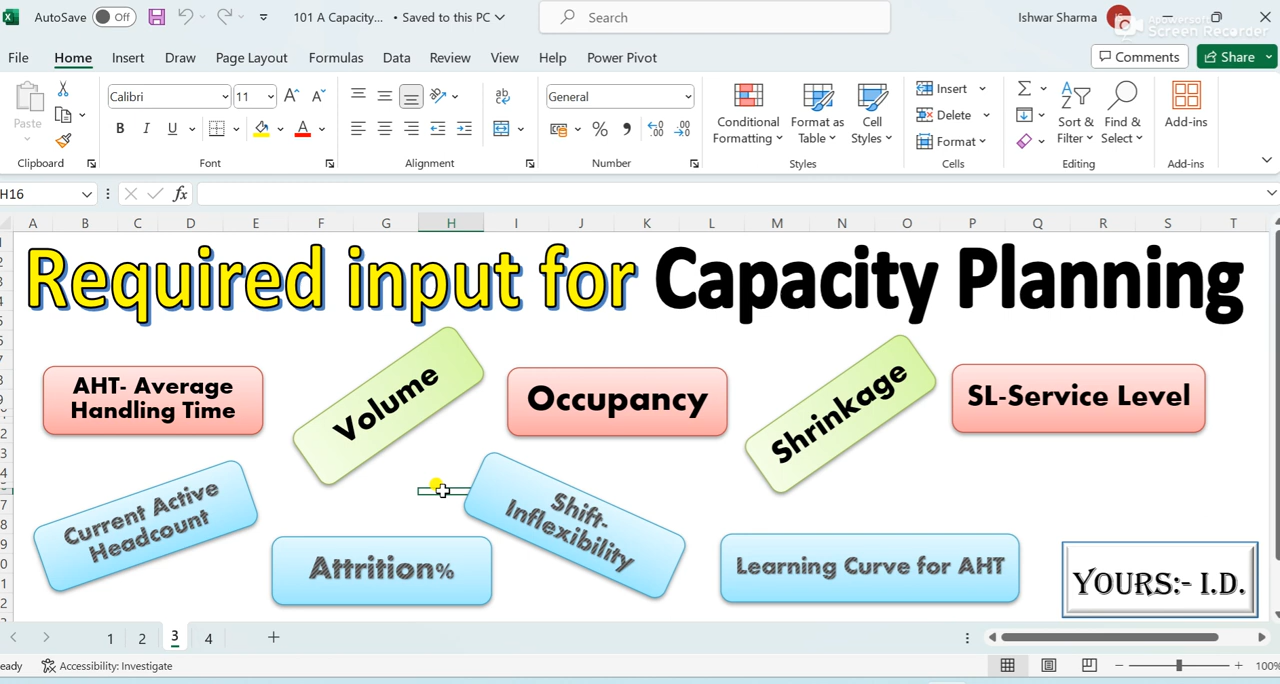 AutoSave Off 101 A Capacity... • Saved to this PC Search Ishwar Sharma
Apowersoft
Screen Recorder
File Home Insert Draw Page Layout Formulas Data Review View Help Power Pivot Comments Share
Paste Calibri 11 General Conditional Formatting Format as Table Cell Styles Insert Delete Format Sort & Filter Find & Select Add-ins
B I U
Clipboard Font Alignment Number Styles Cells Editing Add-ins
H16 fx
A B C D E F G H I J K L M N O P Q R S T
Required input for Capacity Planning
AHT- Average
Handling Time
Volume
Occupancy
Shrinkage
SL-Service Level
Current Active
Headcount
Attrition%
Shift-
Inflexibility
Learning Curve for AHT
YOURS:- I.D.
1 2 3 4
eady Accessibility: Investigate 100%